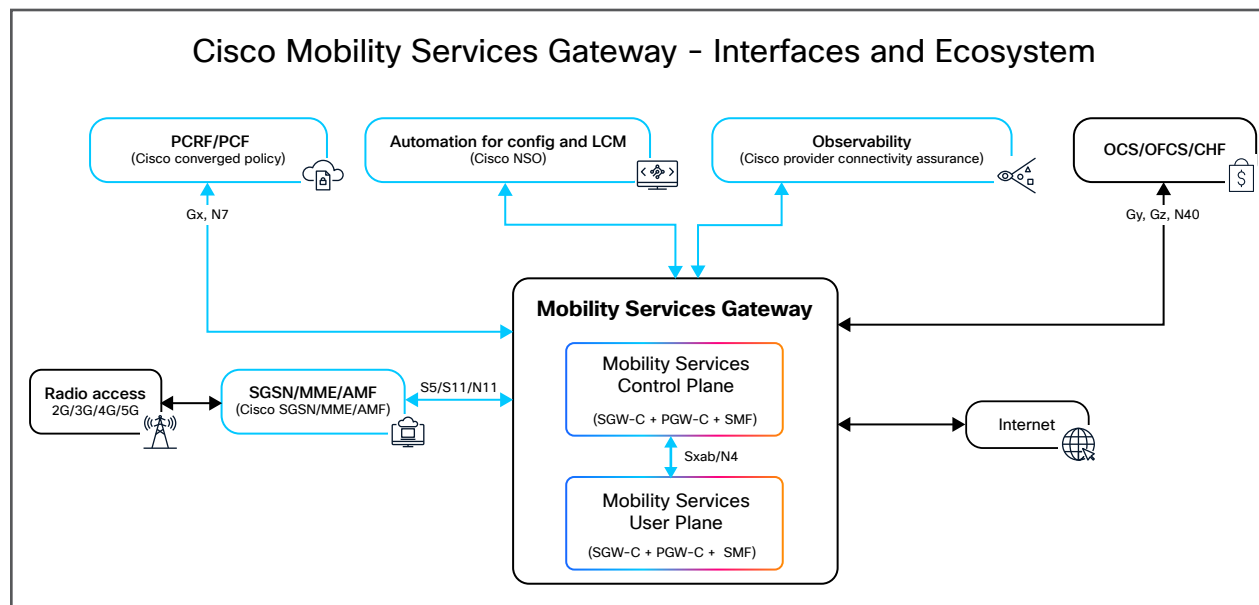 Cisco Mobility Services Gateway - Interfaces and Ecosystem
PCRF/PCF
(Cisco converged policy)
Automation for config and LCM
(Cisco NSO)
Observability
(Cisco provider connectivity assurance)
OCS/OFCS/CHF
Gx, N7
Gy, Gz, N40
Mobility Services Gateway
Mobility Services
Control Plane
(SGW-C + PGW-C + SMF)
Sxab/N4
Mobility Services
User Plane
(SGW-C + PGW-C + SMF)
Radio access
2G/3G/4G/5G
SGSN/MME/AMF
(Cisco SGSN/MME/AMF)
S5/S11/N11
Internet